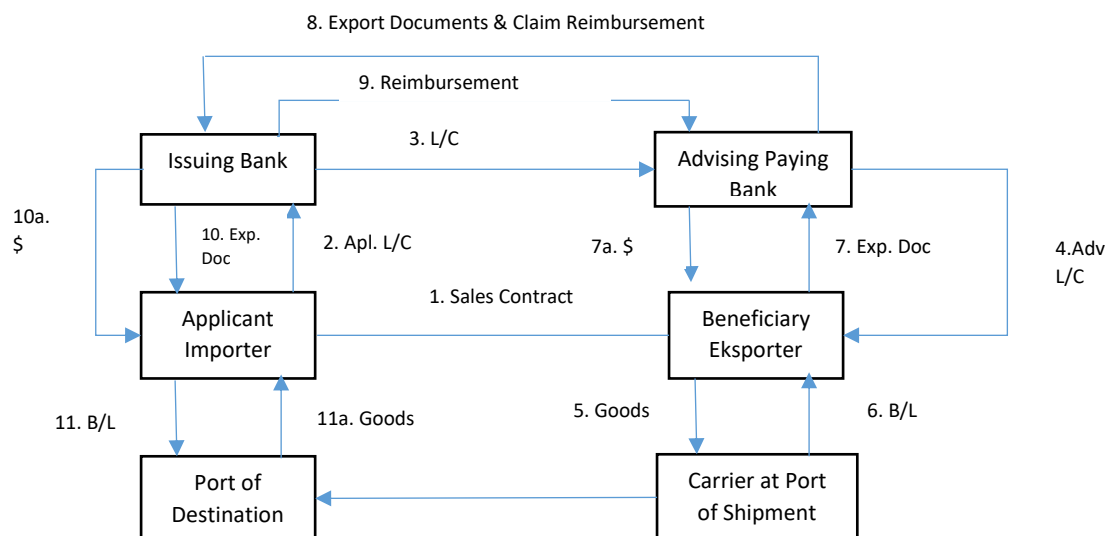 8. Export Documents & Claim Reimbursement
9. Reimbursement
3. L/C
Issuing Bank
Advising Paying
Bank
10a.
$
10. Exp.
Doc
2. Apl. L/C
7a. $
7. Exp. Doc
4.Adv
L/C
1. Sales Contract
Applicant
Importer
Beneficiary
Eksporter
11. B/L
11a. Goods
5. Goods
6. B/L
Port of
Destination
Carrier at Port
of Shipment